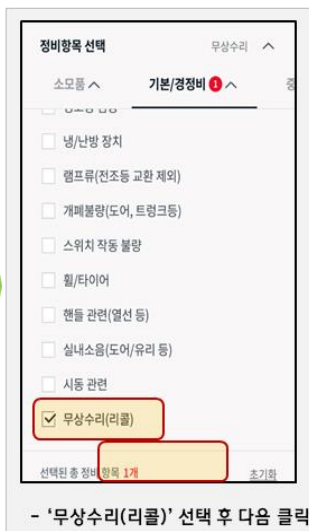 정비항목 선택 무상수리
소모품 기본/경정비 1 중
냉/난방 장치
램프류(전조등 교환 제외)
개폐불량(도어, 트렁크등)
스위치 작동 불량
휠/타이어
핸들 관련(열선 등)
실내소음(도어/유리 등)
시동 관련
무상수리(리콜)
선택된 총 정비 항목 1개 초기화
- ‘무상수리(리콜)’ 선택 후 다음 클릭